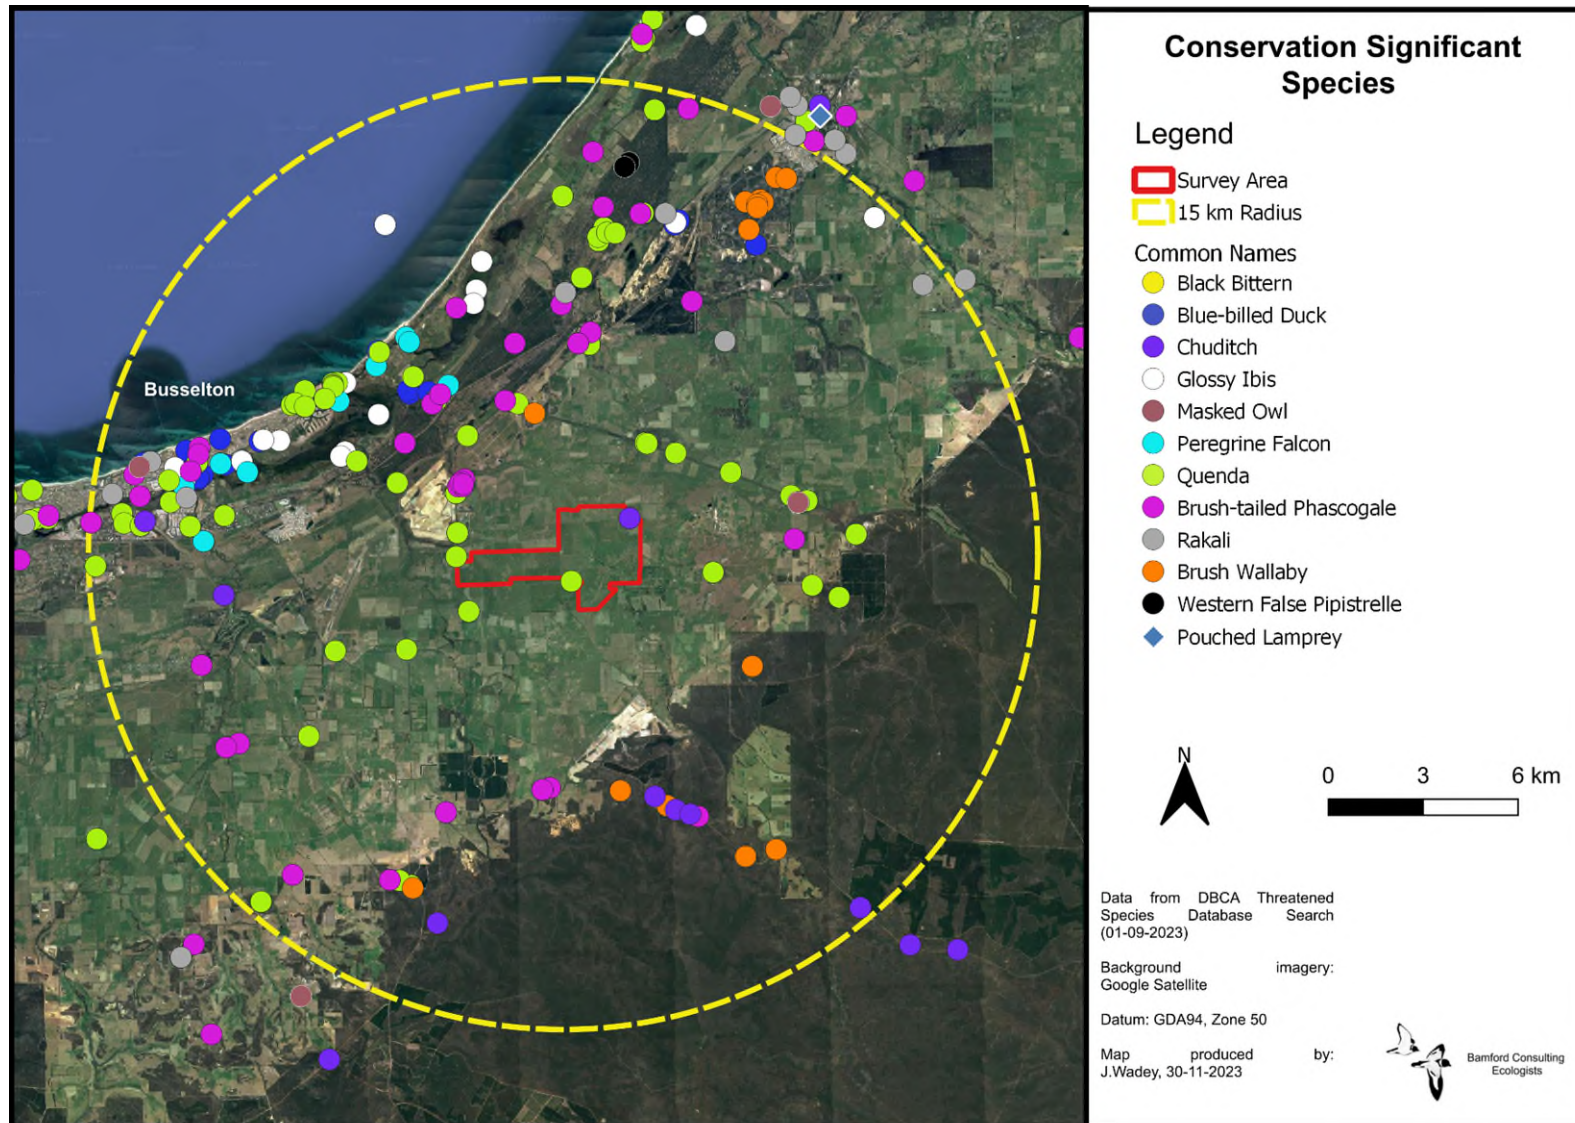 Conservation Significant
Species
Legend
Survey Area
15 km Radius
Common Names
Black Bittern
Blue-billed Duck
Chuditch
Glossy Ibis
Masked Owl
Peregrine Falcon
Quenda
Brush-tailed Phascogale
Rakali
Brush Wallaby
Western False Pipistrelle
Pouched Lamprey
Busselton
N
0 3 6 km
Data from DBCA Threatened
Species Database Search
(01-09-2023)
Background imagery:
Google Satellite
Datum: GDA94, Zone 50
Map produced by:
J.Wadey, 30-11-2023
Bamford Consulting
Ecologists